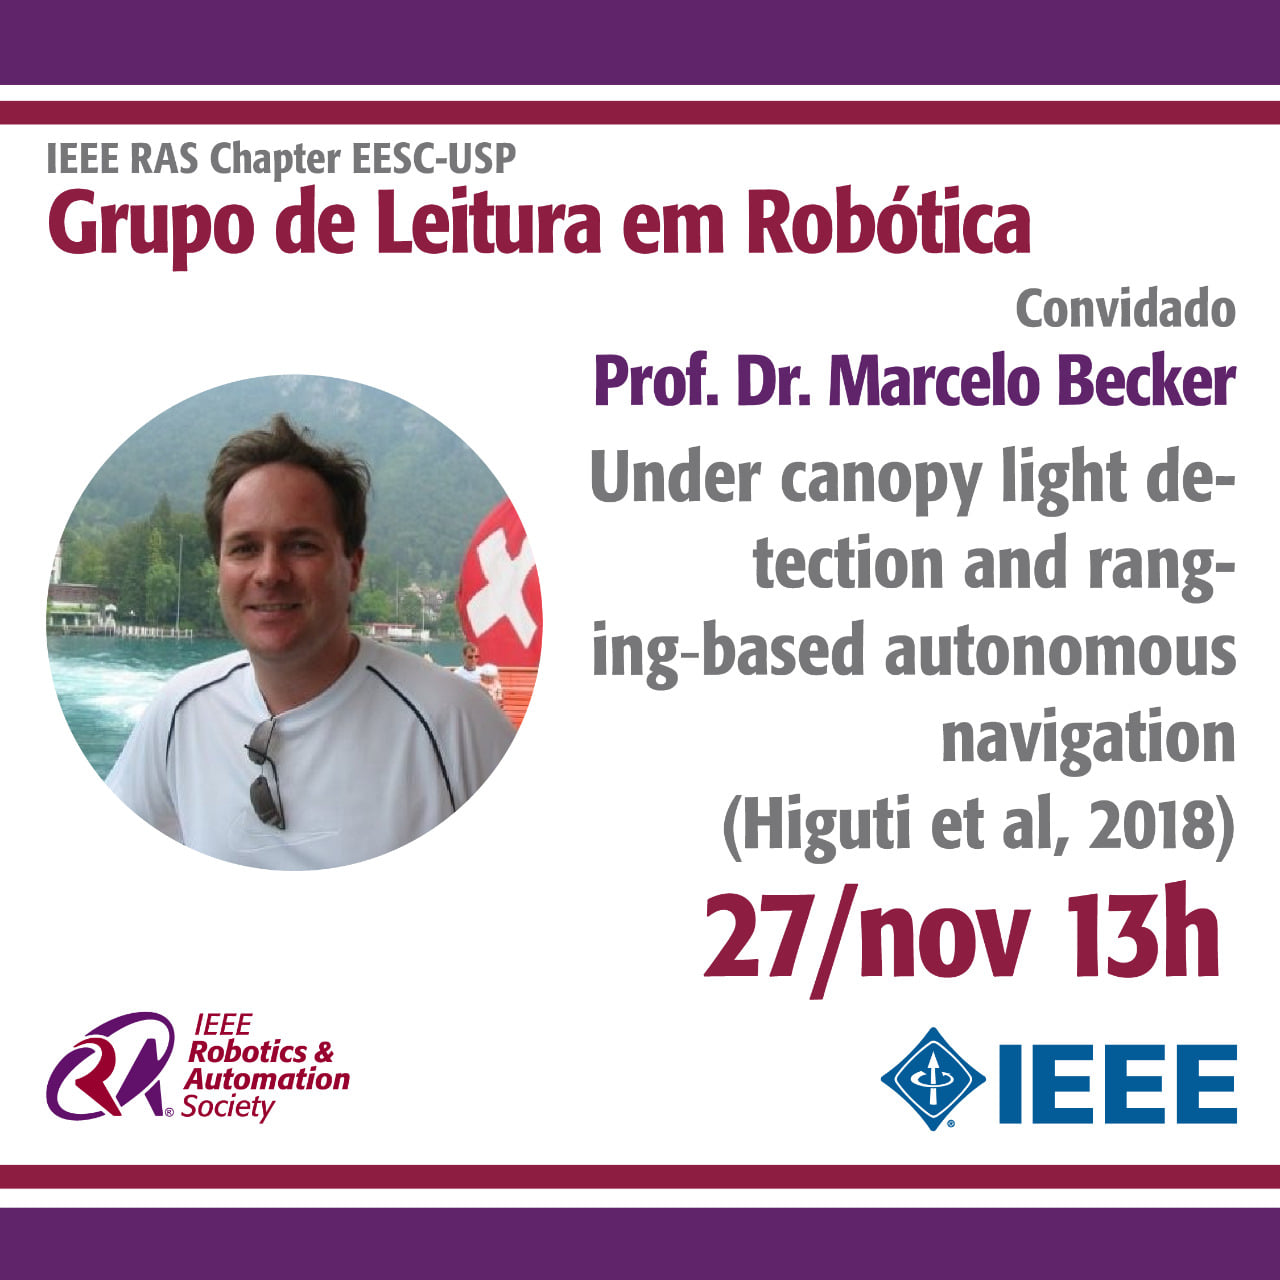 IEEE RAS Chapter EESC-USP
Grupo de Leitura em Robótica
Convidado
Prof. Dr. Marcelo Becker
Under canopy light de-
tection and rang-
ing-based autonomous
navigation
(Higuti et al, 2018)
27/nov 13h
IEEE
Robotics &
Automation
® Society
IEEE
®